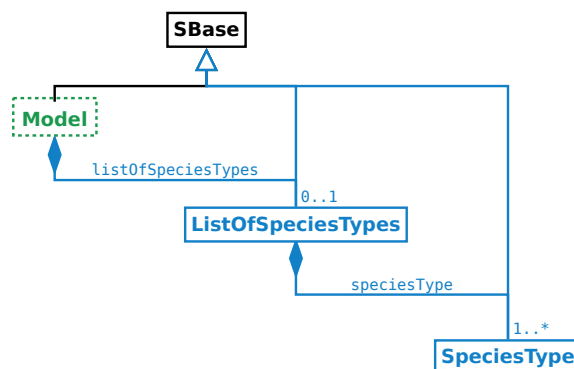 SBase
Model
listOfSpeciesTypes
0..1
ListOfSpeciesTypes
speciesType
1..*
SpeciesType